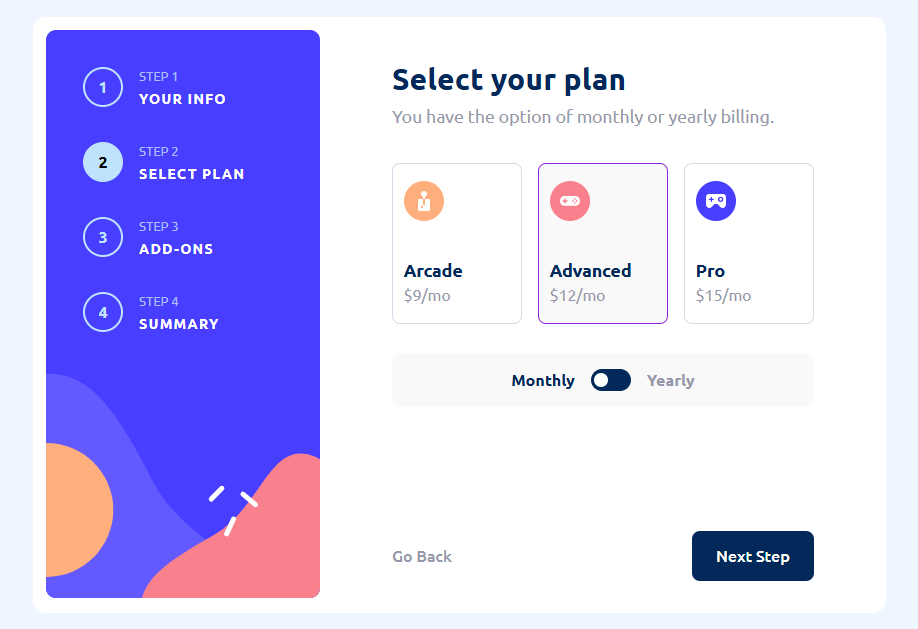 1
STEP 1
YOUR INFO
2
STEP 2
SELECT PLAN
3
STEP 3
ADD-ONS
4
STEP 4
SUMMARY
Select your plan
You have the option of monthly or yearly billing.
Arcade
$9/mo
Advanced
$12/mo
Pro
$15/mo
Monthly
Yearly
Go Back
Next Step